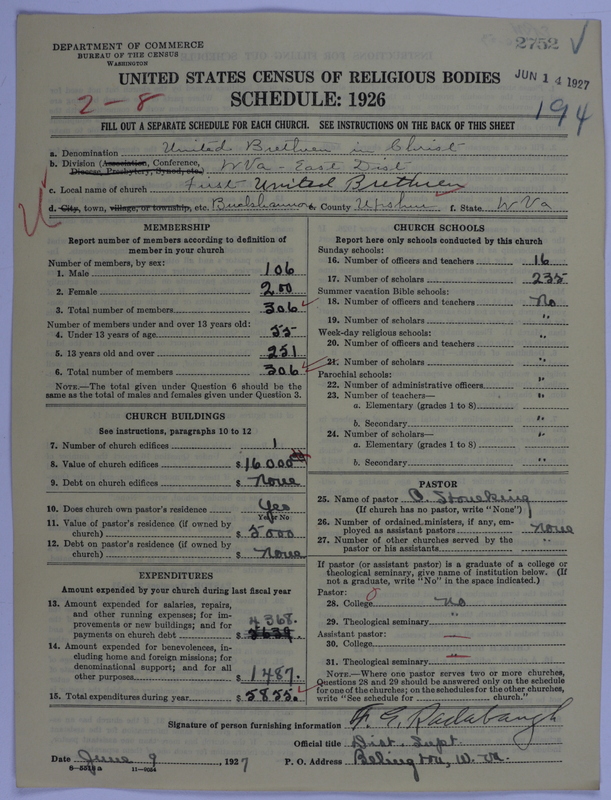 2752 √
DEPARTMENT OF COMMERCE
BUREAU OF THE CENSUS
WASHINGTON
JUN 14 1927
UNITED STATES CENSUS OF RELIGIOUS BODIES
2-8
SCHEDULE: 1926
194
FILL OUT A SEPARATE SCHEDULE FOR EACH CHURCH. SEE INSTRUCTIONS ON THE BACK OF THIS SHEET
a. Denomination United Brethren in Christ
b. Division (Association, Conference, Diocese, Presbytery, Synod, etc.) W Va - East Dist
c. Local name of church First United Brethren
d. City, town, village, or township, etc. Buckhannon e. County Upshur f. State W Va
MEMBERSHIP
Report number of members according to definition of
member in your church
Number of members, by sex:
1. Male 106
2. Female 200
3. Total number of members 306
Number of members under and over 13 years old:
4. Under 13 years of age 55
5. 13 years old and over 251
6. Total number of members 306
NOTE.—The total given under Question 6 should be the
same as the total of males and females given under Question 3.
CHURCH BUILDINGS
See instructions, paragraphs 10 to 12
7. Number of church edifices 1
8. Value of church edifices $ 16000
9. Debt on church edifices $ None
10. Does church own pastor's residence Yes
Yes or No
11. Value of pastor's residence (if owned by
church) $ 5000
12. Debt on pastor's residence (if owned by
church) $ None
EXPENDITURES
Amount expended by your church during last fiscal year
13. Amount expended for salaries, repairs,
and other running expenses; for im-
provements or new buildings; and for
payments on church debt $ 4368.
14. Amount expended for benevolences, in-
cluding home and foreign missions; for
denominational support; and for all
other purposes $ 1487.
15. Total expenditures during year $ 5855.
CHURCH SCHOOLS
Report here only schools conducted by this church
Sunday schools:
16. Number of officers and teachers 16
17. Number of scholars 235
Summer vacation Bible schools:
18. Number of officers and teachers No
19. Number of scholars "
Week-day religious schools:
20. Number of officers and teachers "
21. Number of scholars "
Parochial schools:
22. Number of administrative officers "
23. Number of teachers—
a. Elementary (grades 1 to 8) "
b. Secondary "
24. Number of scholars—
a. Elementary (grades 1 to 8) "
b. Secondary "
PASTOR
25. Name of pastor O. Stoneking
(If church has no pastor, write "None")
26. Number of ordained ministers, if any, em-
ployed as assistant pastors None
27. Number of other churches served by the
pastor or his assistants "
If pastor (or assistant pastor) is a graduate of a college or
theological seminary, give name of institution below. (If
not a graduate, write "No" in the space indicated.)
Pastor:
28. College No
29. Theological seminary "
Assistant pastor:
30. College
31. Theological seminary "
NOTE.—Where one pastor serves two or more churches,
Questions 28 and 29 should be answered only on the schedule
for one of the churches; on the schedules for the other churches,
write "See schedule for church."
Signature of person furnishing information F. G. Radabaugh
Official title Dist. Supt.
Date June 9, 1927 P. O. Address Belington, W. Va.
8-5528 a 11-9054